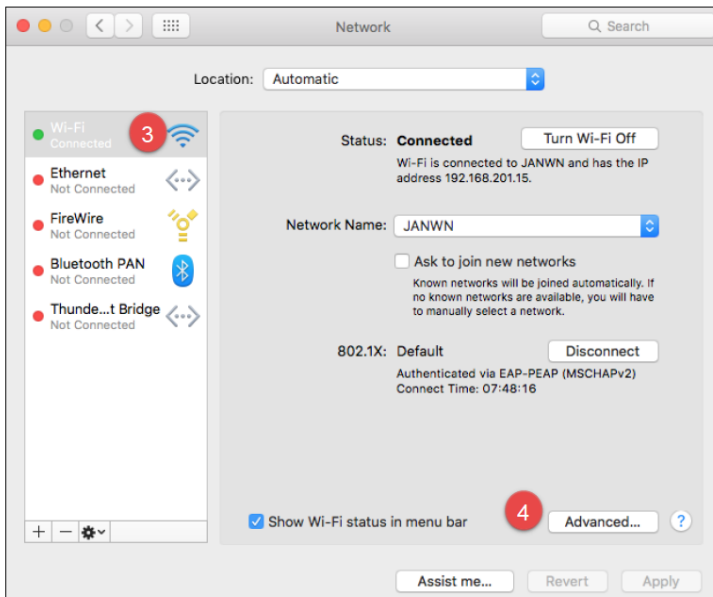 Network
Search
Location: Automatic
Wi-Fi
Connected
3
Ethernet
Not Connected
FireWire
Not Connected
Bluetooth PAN
Not Connected
Thunde...t Bridge
Not Connected
Status: Connected
Turn Wi-Fi Off
Wi-Fi is connected to JANWN and has the IP
address 192.168.201.15.
Network Name: JANWN
Ask to join new networks
Known networks will be joined automatically. If
no known networks are available, you will have
to manually select a network.
802.1X: Default
Disconnect
Authenticated via EAP-PEAP (MSCHAPv2)
Connect Time: 07:48:16
Show Wi-Fi status in menu bar
4
Advanced...
?
Assist me...
Revert
Apply